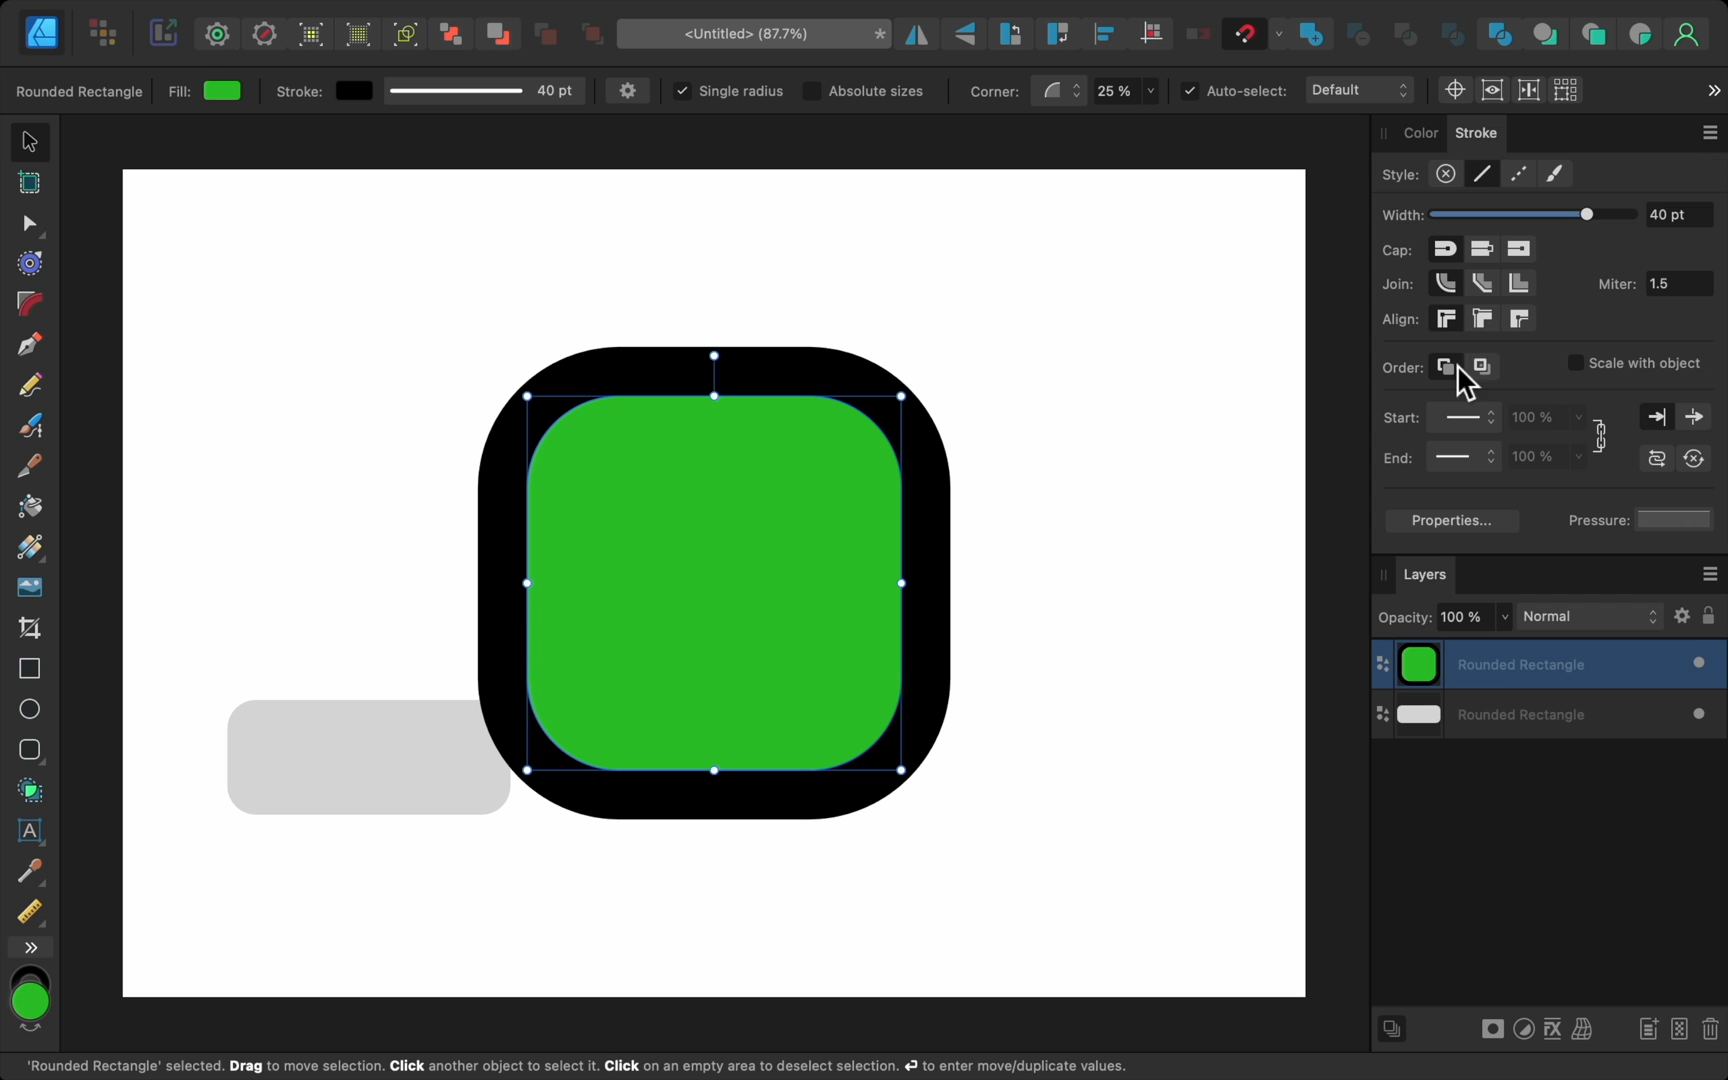 <Untitled> (87.7%)
*
Rounded Rectangle
Fill:
Stroke:
40 pt
Single radius
Absolute sizes
Corner:
25 %
Auto-select:
Default
Color
Stroke
Style:
Width:
40 pt
Cap:
Join:
Miter:
1.5
Align:
Order:
Scale with object
Start:
100 %
End:
100 %
Properties...
Pressure:
Layers
Opacity:
100 %
Normal
Rounded Rectangle
Rounded Rectangle
A
FX
'Rounded Rectangle' selected. Drag to move selection. Click another object to select it. Click on an empty area to deselect selection. ↵ to enter move/duplicate values.